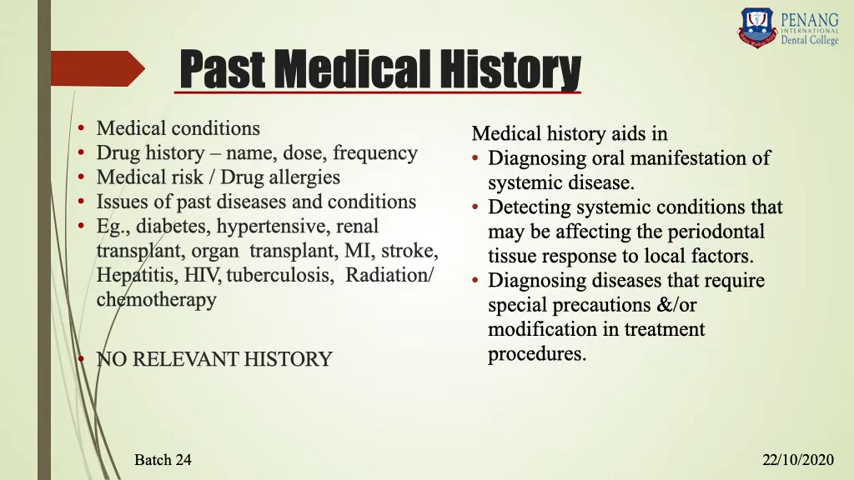 PENANG
INTERNATIONAL
Dental College
Past Medical History
• Medical conditions
• Drug history – name, dose, frequency
• Medical risk / Drug allergies
• Issues of past diseases and conditions
• Eg., diabetes, hypertensive, renal
transplant, organ transplant, MI, stroke,
Hepatitis, HIV, tuberculosis, Radiation/
chemotherapy
• NO RELEVANT HISTORY
Medical history aids in
• Diagnosing oral manifestation of
systemic disease.
• Detecting systemic conditions that
may be affecting the periodontal
tissue response to local factors.
• Diagnosing diseases that require
special precautions &/or
modification in treatment
procedures.
Batch 24
22/10/2020